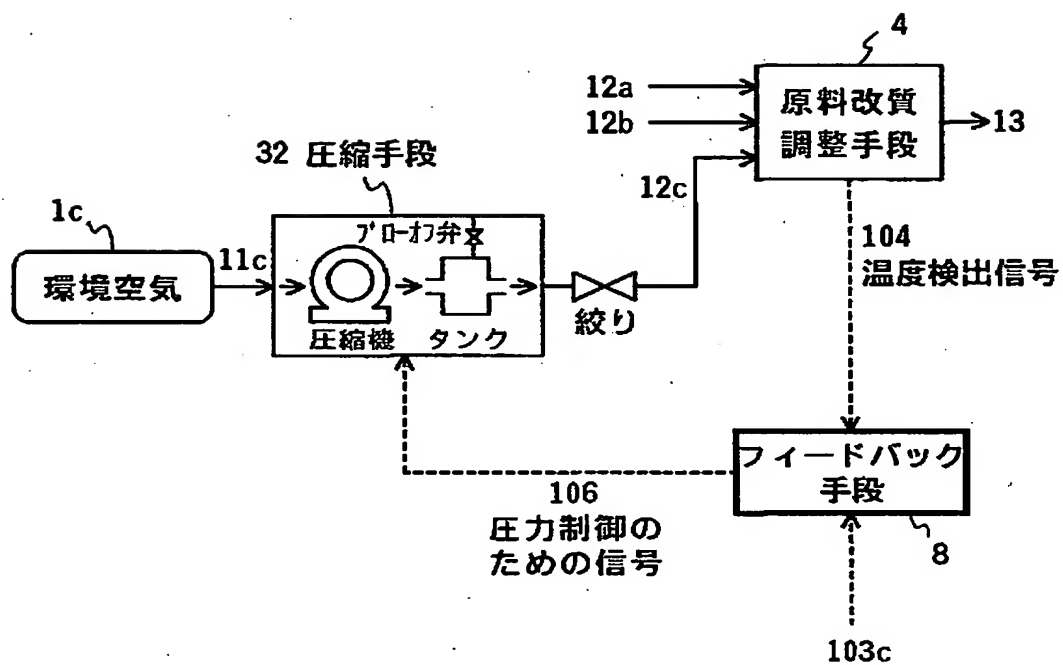 4
12a
12b
原料改質
調整手段
13
32 圧縮手段
12c
1c
ブローオフ弁
11c
環境空気
104
温度検出信号
絞り
圧縮機
タンク
フィードバック
手段
106
圧力制御の
ための信号
8
103c